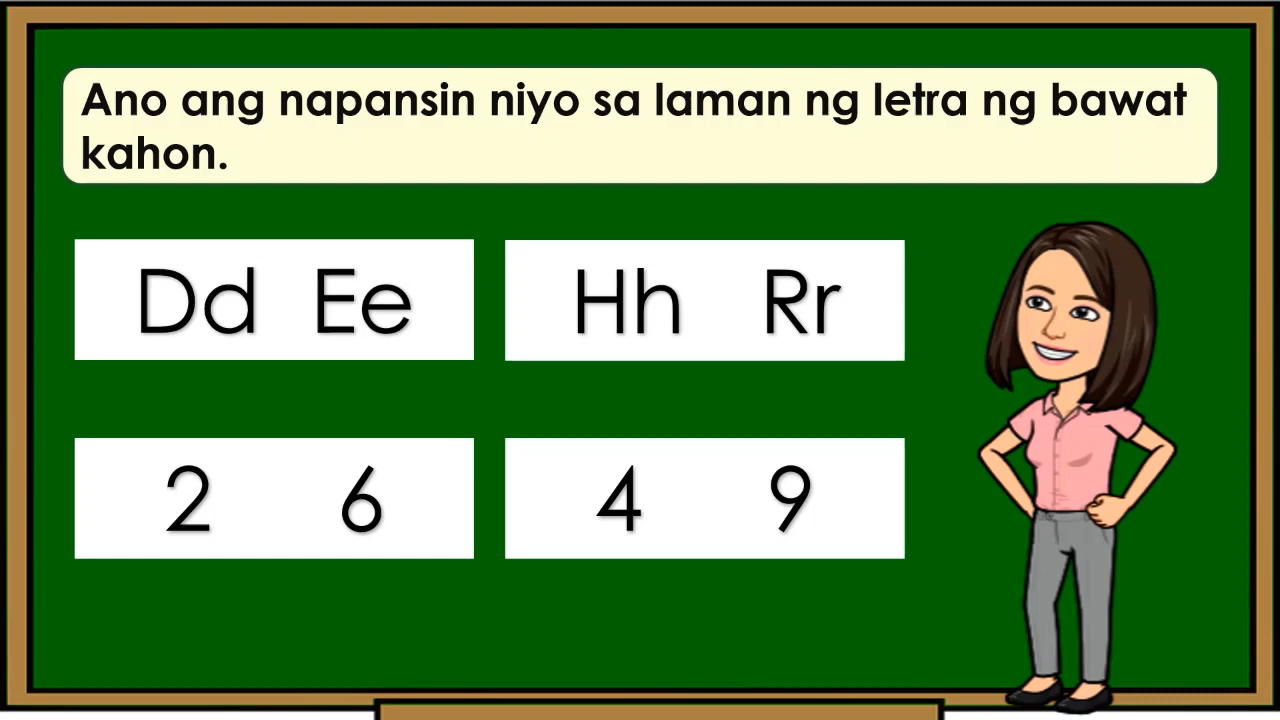 Ano ang napansin niyo sa laman ng letra ng bawat
kahon.
Dd Ee
Hh Rr
2 6
4 9